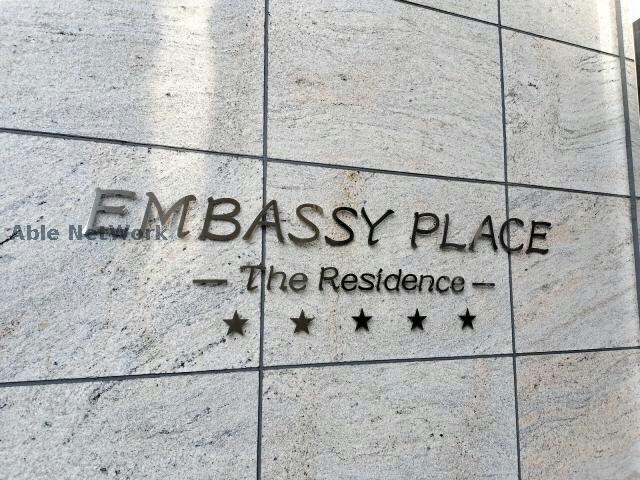 EMBASSY PLACE
Able NetWork
— The Residence —
★ ★ ★ ★ ★